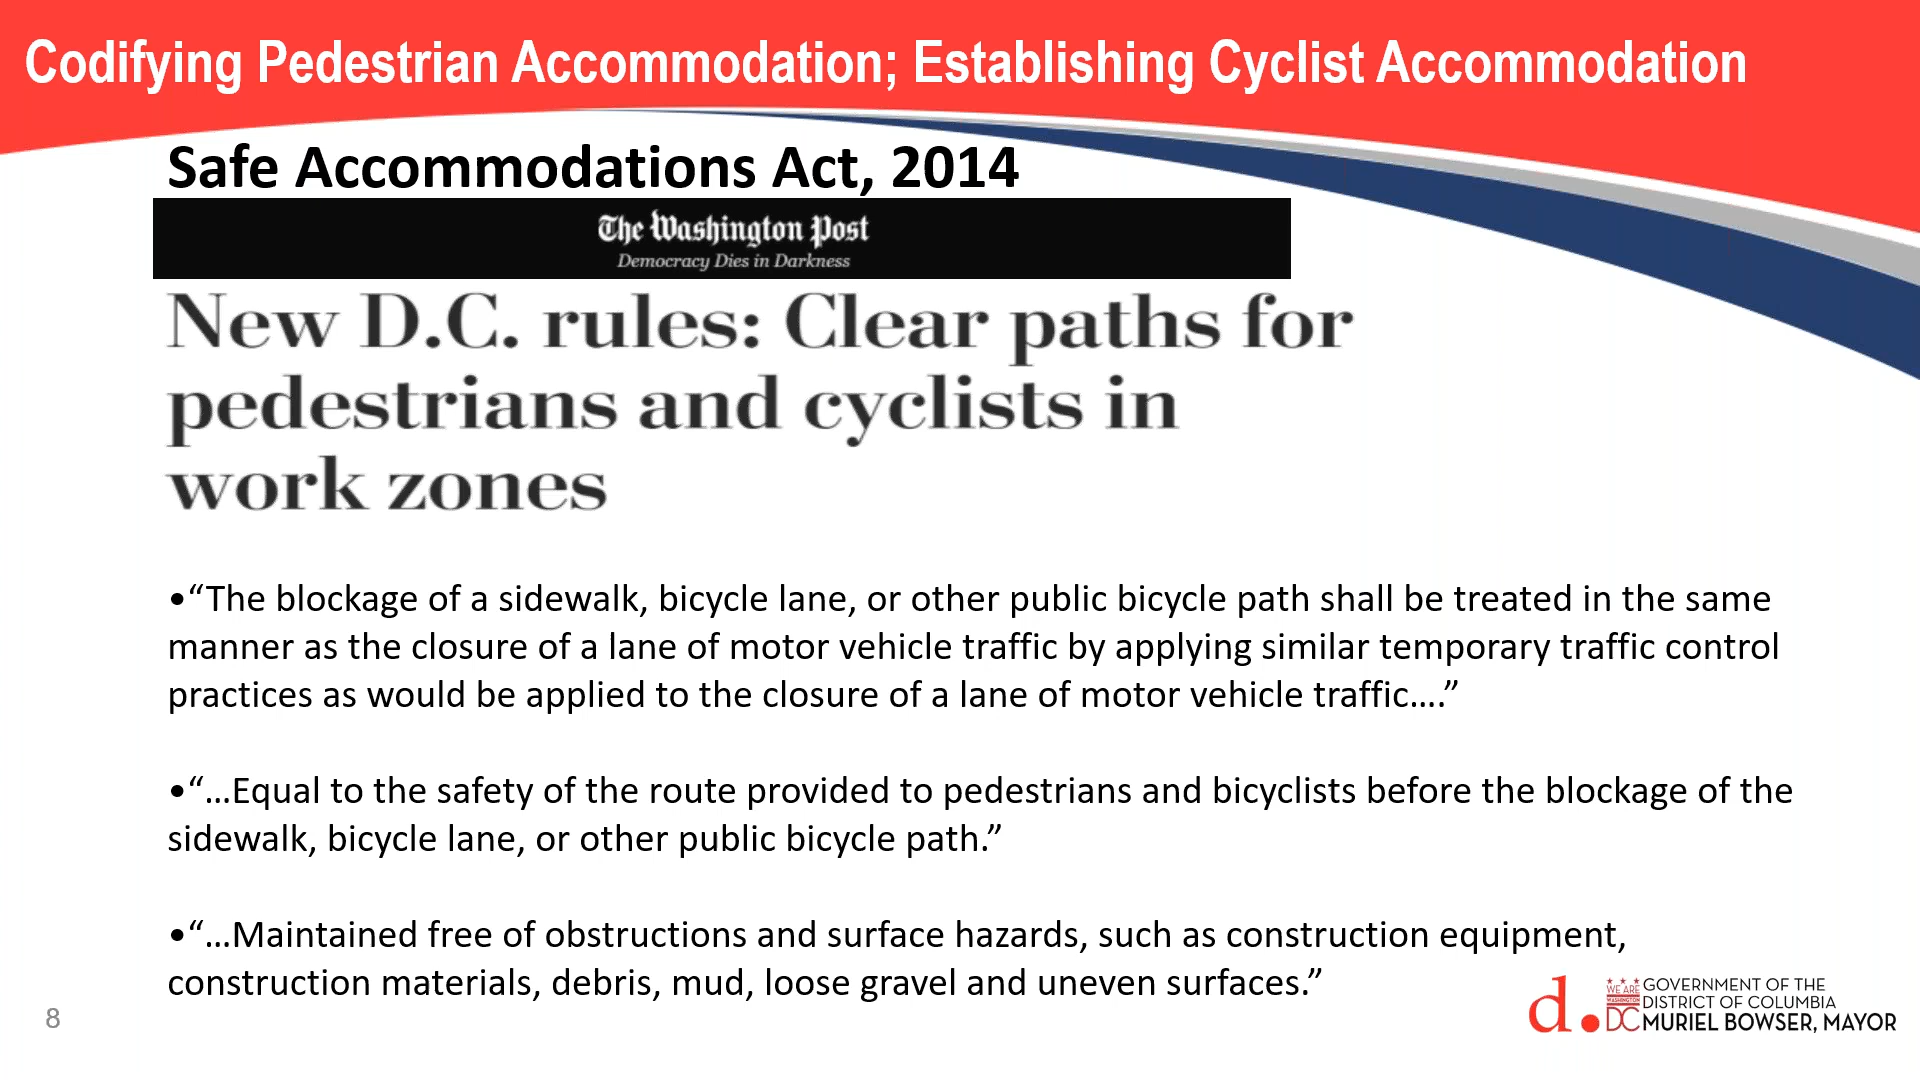 Codifying Pedestrian Accommodation; Establishing Cyclist Accommodation
Safe Accommodations Act, 2014
The Washington Post
Democracy Dies in Darkness
New D.C. rules: Clear paths for
pedestrians and cyclists in
work zones
•“The blockage of a sidewalk, bicycle lane, or other public bicycle path shall be treated in the same
manner as the closure of a lane of motor vehicle traffic by applying similar temporary traffic control
practices as would be applied to the closure of a lane of motor vehicle traffic….”
•“…Equal to the safety of the route provided to pedestrians and bicyclists before the blockage of the
sidewalk, bicycle lane, or other public bicycle path.”
•“…Maintained free of obstructions and surface hazards, such as construction equipment,
construction materials, debris, mud, loose gravel and uneven surfaces.”
8
d.
WE ARE
WASHINGTON
DC
GOVERNMENT OF THE
DISTRICT OF COLUMBIA
MURIEL BOWSER, MAYOR